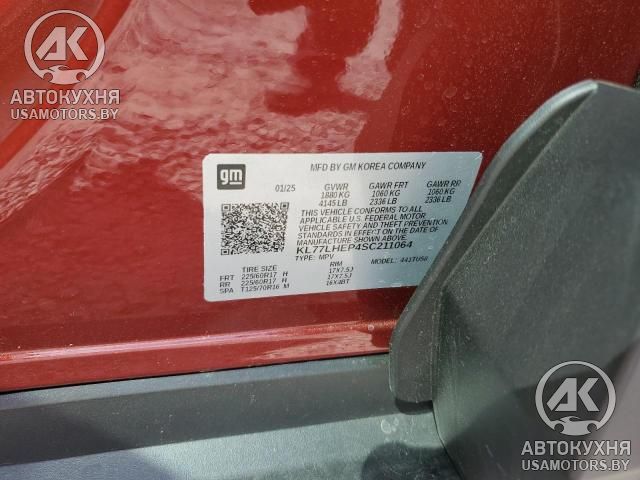 AK
АВТОКУХНЯ
USAMOTORS.BY
gm
MFD BY GM KOREA COMPANY
01/25 GVWR GAWR FRT GAWR RR
1880 KG 1060 KG 1060 KG
4145 LB 2336 LB 2336 LB
THIS VEHICLE CONFORMS TO ALL
APPLICABLE U.S. FEDERAL MOTOR
VEHICLE SAFETY AND THEFT PREVENTION
STANDARDS IN EFFECT ON THE DATE OF
MANUFACTURE SHOWN ABOVE.
KL77LHEP4SC211064
TYPE: MPV MODEL: 441TU58
TIRE SIZE RIM
FRT 225/60R17 H 17X7.5J
RR 225/60R17 H 17X7.5J
SPA T125/70R16 M 16X4BT
AK
АВТОКУХНЯ
USAMOTORS.BY